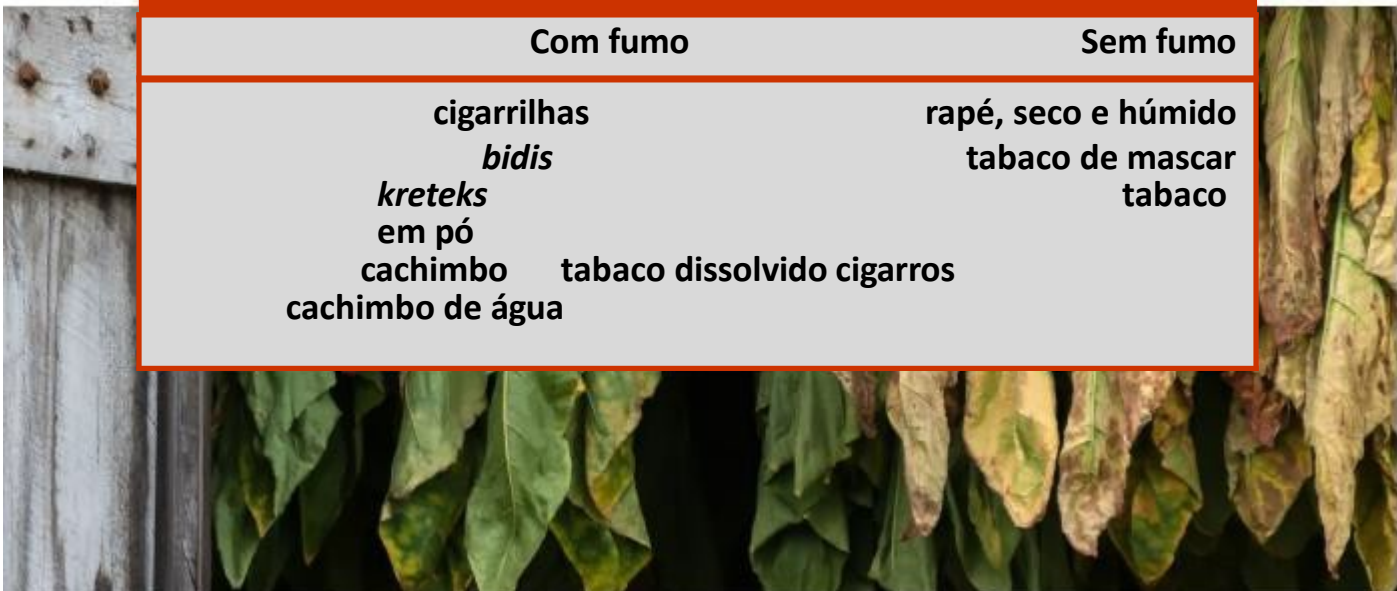 Com fumo Sem fumo
cigarrilhas rapé, seco e húmido
bidis tabaco de mascar
kreteks tabaco
em pó
cachimbo tabaco dissolvido cigarros
cachimbo de água